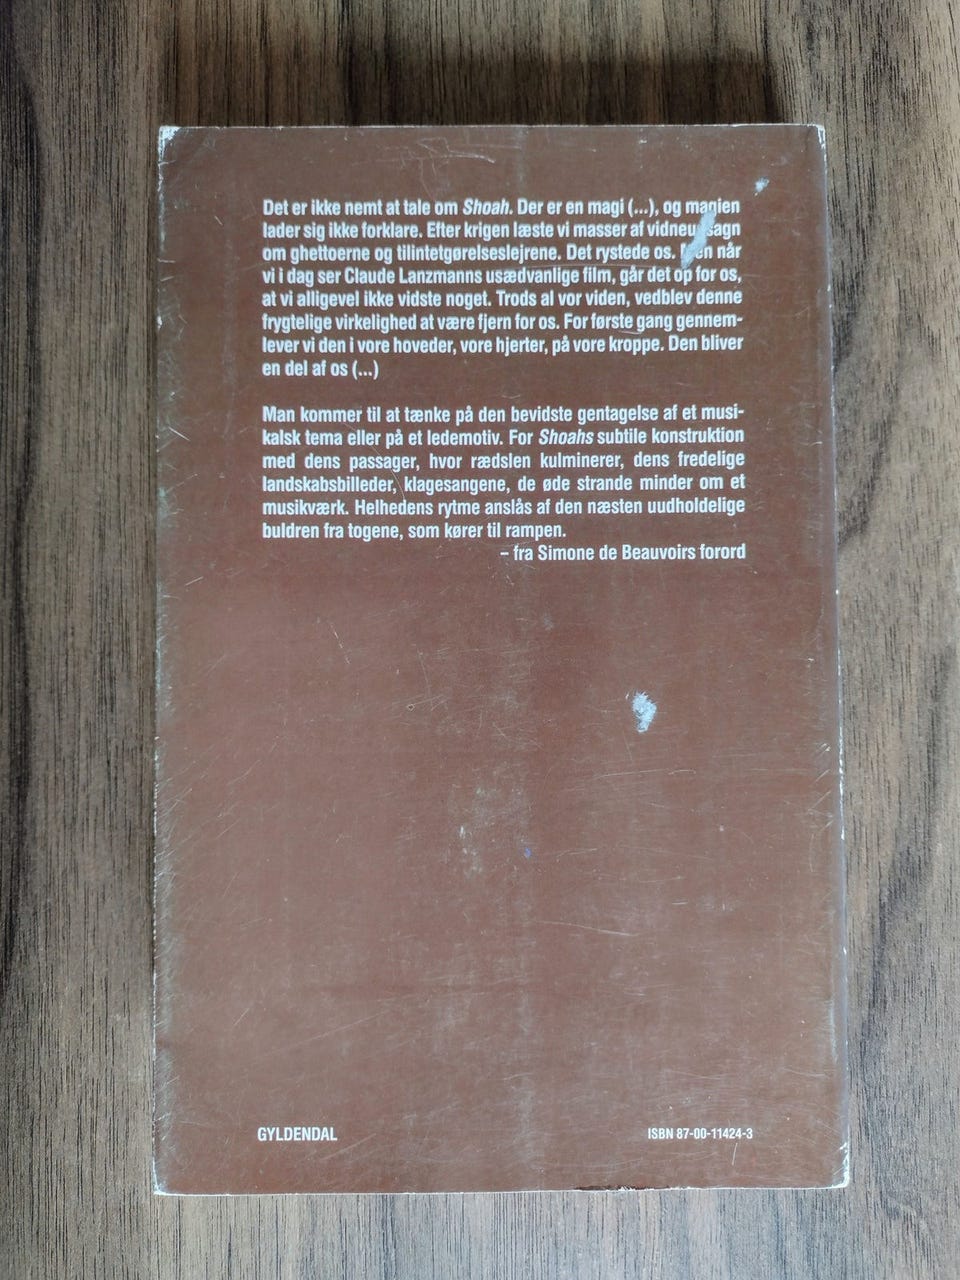 Det er ikke nemt at tale om Shoah. Der er en magi (...), og magien
lader sig ikke forklare. Efter krigen læste vi masser af vidneudsagn
om ghettoerne og tilintetgørelseslejrene. Det rystede os. Men når
vi i dag ser Claude Lanzmanns usædvanlige film, går det op for os,
at vi alligevel ikke vidste noget. Trods al vor viden, vedblev denne
frygtelige virkelighed at være fjern for os. For første gang gennem-
lever vi den i vore hoveder, vore hjerter, på vore kroppe. Den bliver
en del af os (...)
Man kommer til at tænke på den bevidste gentagelse af et musi-
kalsk tema eller på et ledemotiv. For Shoahs subtile konstruktion
med dens passager, hvor rædslen kulminerer, dens fredelige
landskabsbilleder, klagesangene, de øde strande minder om et
musikværk. Helhedens rytme anslås af den næsten uudholdelige
buldren fra togene, som kører til rampen.
– fra Simone de Beauvoirs forord
GYLDENDAL
ISBN 87-00-11424-3